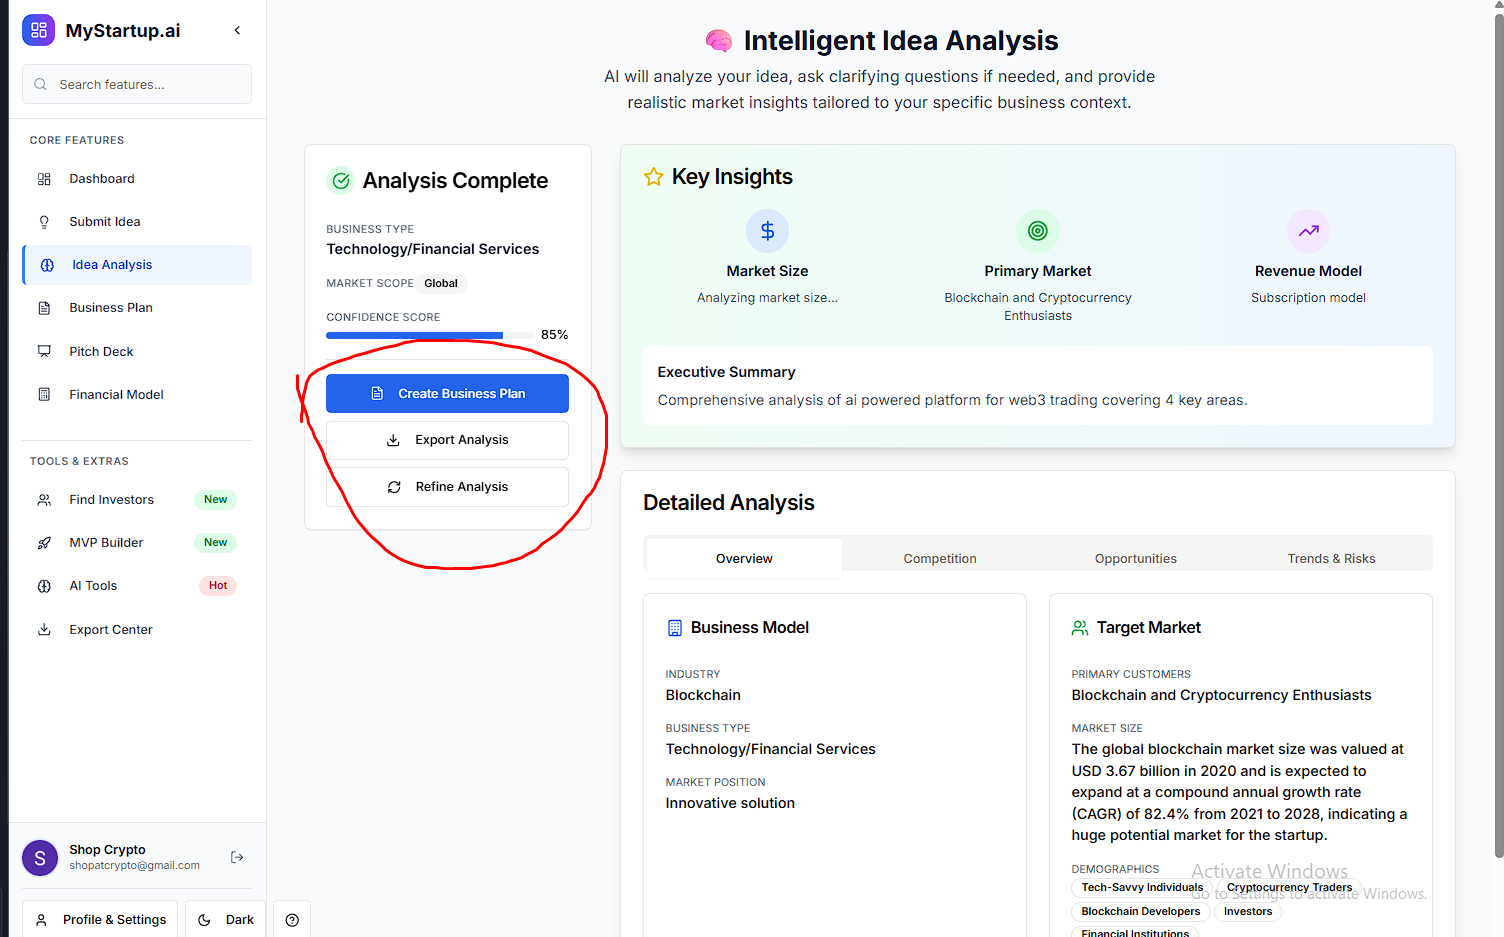 MyStartup.ai
Search features...
CORE FEATURES
Dashboard
Submit Idea
Idea Analysis
Business Plan
Pitch Deck
Financial Model
TOOLS & EXTRAS
Find Investors New
MVP Builder New
AI Tools Hot
Export Center
S
Shop Crypto
shopatcrypto@gmail.com
Profile & Settings
Dark
Intelligent Idea Analysis
AI will analyze your idea, ask clarifying questions if needed, and provide
realistic market insights tailored to your specific business context.
Analysis Complete
BUSINESS TYPE
Technology/Financial Services
MARKET SCOPE Global
CONFIDENCE SCORE
85%
Create Business Plan
Export Analysis
Refine Analysis
Key Insights
Market Size
Analyzing market size...
Primary Market
Blockchain and Cryptocurrency
Enthusiasts
Revenue Model
Subscription model
Executive Summary
Comprehensive analysis of ai powered platform for web3 trading covering 4 key areas.
Detailed Analysis
Overview Competition Opportunities Trends & Risks
Business Model
INDUSTRY
Blockchain
BUSINESS TYPE
Technology/Financial Services
MARKET POSITION
Innovative solution
Target Market
PRIMARY CUSTOMERS
Blockchain and Cryptocurrency Enthusiasts
MARKET SIZE
The global blockchain market size was valued at
USD 3.67 billion in 2020 and is expected to
expand at a compound annual growth rate
(CAGR) of 82.4% from 2021 to 2028, indicating a
huge potential market for the startup.
DEMOGRAPHICS
Tech-Savvy Individuals Cryptocurrency Traders
Blockchain Developers Investors
Financial Institutions
Activate Windows
Go to Settings to activate Windows.